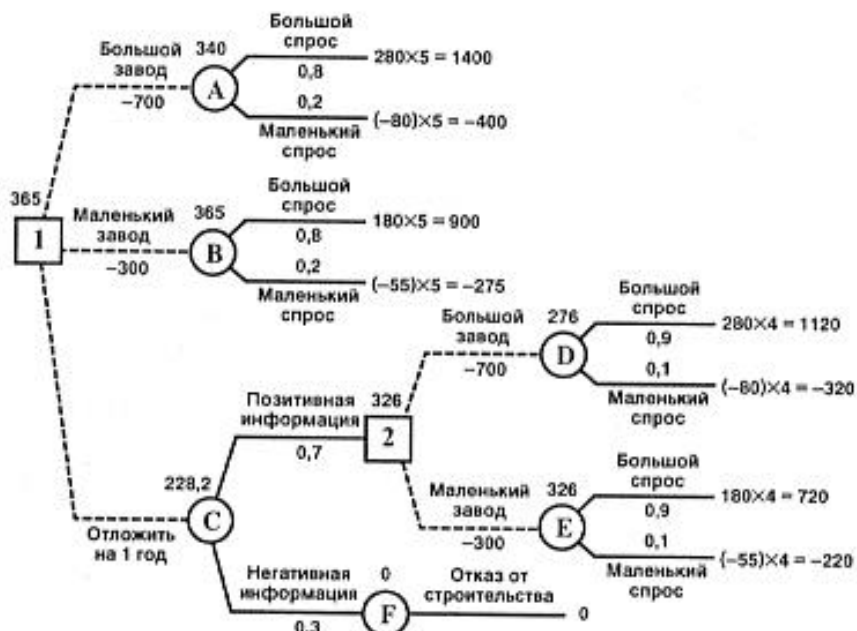 Большой
завод
–700
340
A
Большой
спрос
0,8
280×5 = 1400
0,2
(–80)×5 = –400
Маленький
спрос
365
1
Маленький
завод
–300
365
B
Большой
спрос
0,8
180×5 = 900
0,2
(–55)×5 = –275
Маленький
спрос
Отложить
на 1 год
228,2
C
Позитивная
информация
0,7
326
2
Большой
завод
–700
276
D
Большой
спрос
0,9
280×4 = 1120
0,1
(–80)×4 = –320
Маленький
спрос
Маленький
завод
–300
326
E
Большой
спрос
0,9
180×4 = 720
0,1
(–55)×4 = –220
Маленький
спрос
Негативная
информация
0,3
0
F
Отказ от
строительства
0